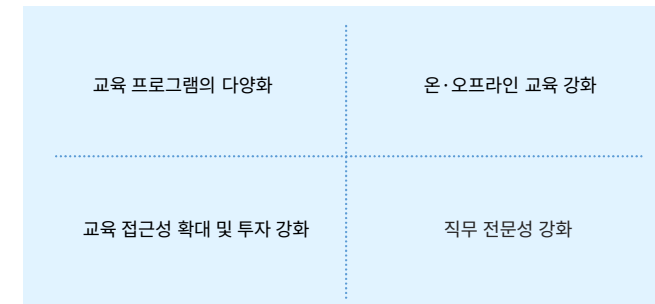 교육 프로그램의 다양화
온·오프라인 교육 강화
교육 접근성 확대 및 투자 강화
직무 전문성 강화